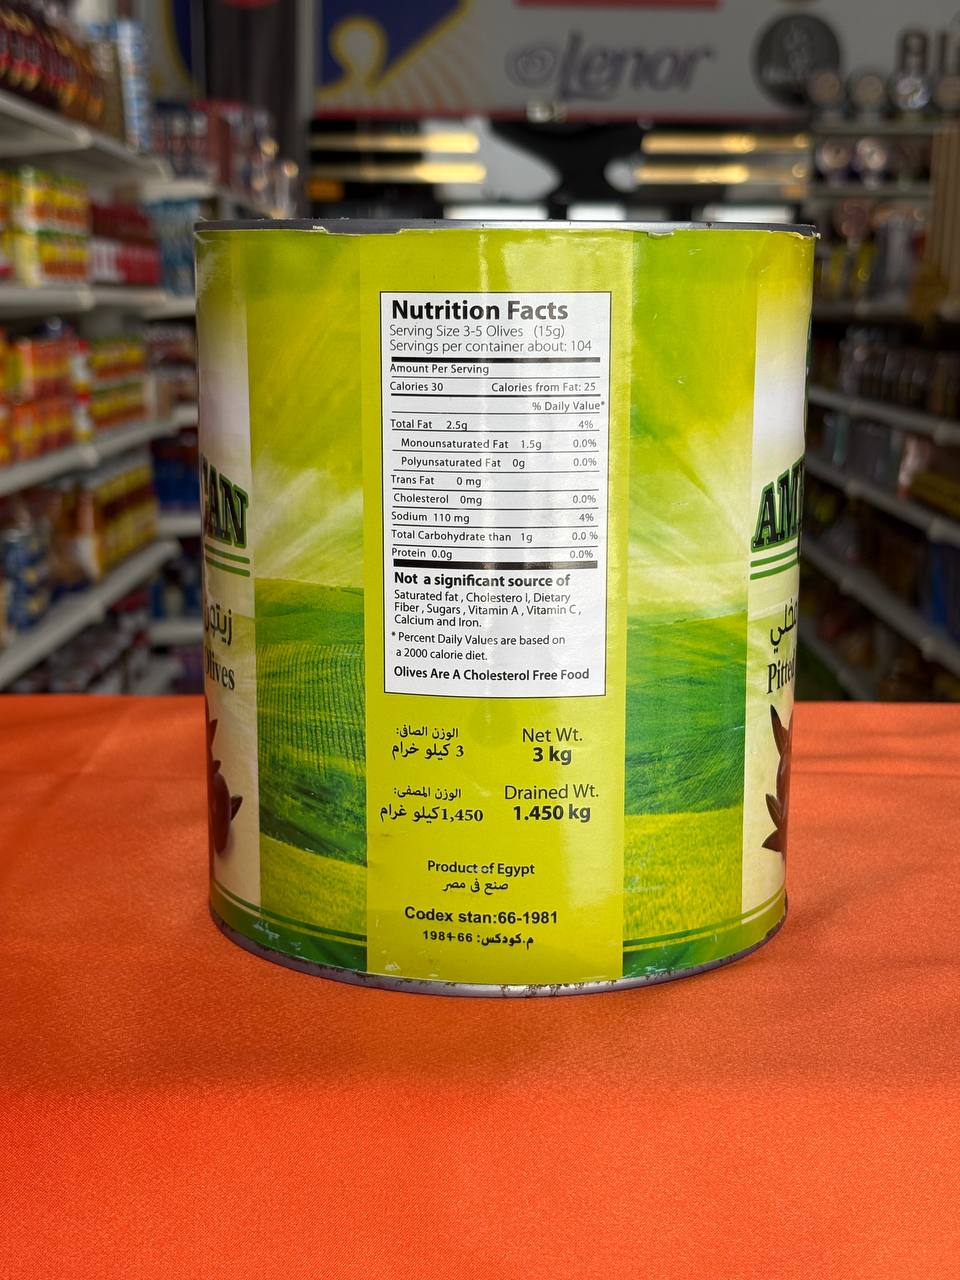 Lenor
Nutrition Facts
Serving Size 3-5 Olives (15g)
Servings per container about: 104
Amount Per Serving
Calories 30 Calories from Fat: 25
% Daily Value*
Total Fat 2.5g 4%
Monounsaturated Fat 1.5g 0.0%
Polyunsaturated Fat 0g 0.0%
Trans Fat 0 mg
Cholesterol 0mg 0.0%
Sodium 110 mg 4%
Total Carbohydrate than 1g 0.0 %
Protein 0.0g 0.0%
Not a significant source of
Saturated fat , Cholestero l, Dietary
Fiber , Sugars , Vitamin A , Vitamin C ,
Calcium and Iron.
* Percent Daily Values are based on
a 2000 calorie diet.
Olives Are A Cholesterol Free Food
الوزن الصافى: Net Wt.
3 كيلو خرام 3 kg
الوزن المصفى: Drained Wt.
1,450كيلو غرام 1.450 kg
Product of Egypt
صنع فى مصر
Codex stan:66-1981
م.كودكس: 66-1981
CAN
Olives
AM
Pitted